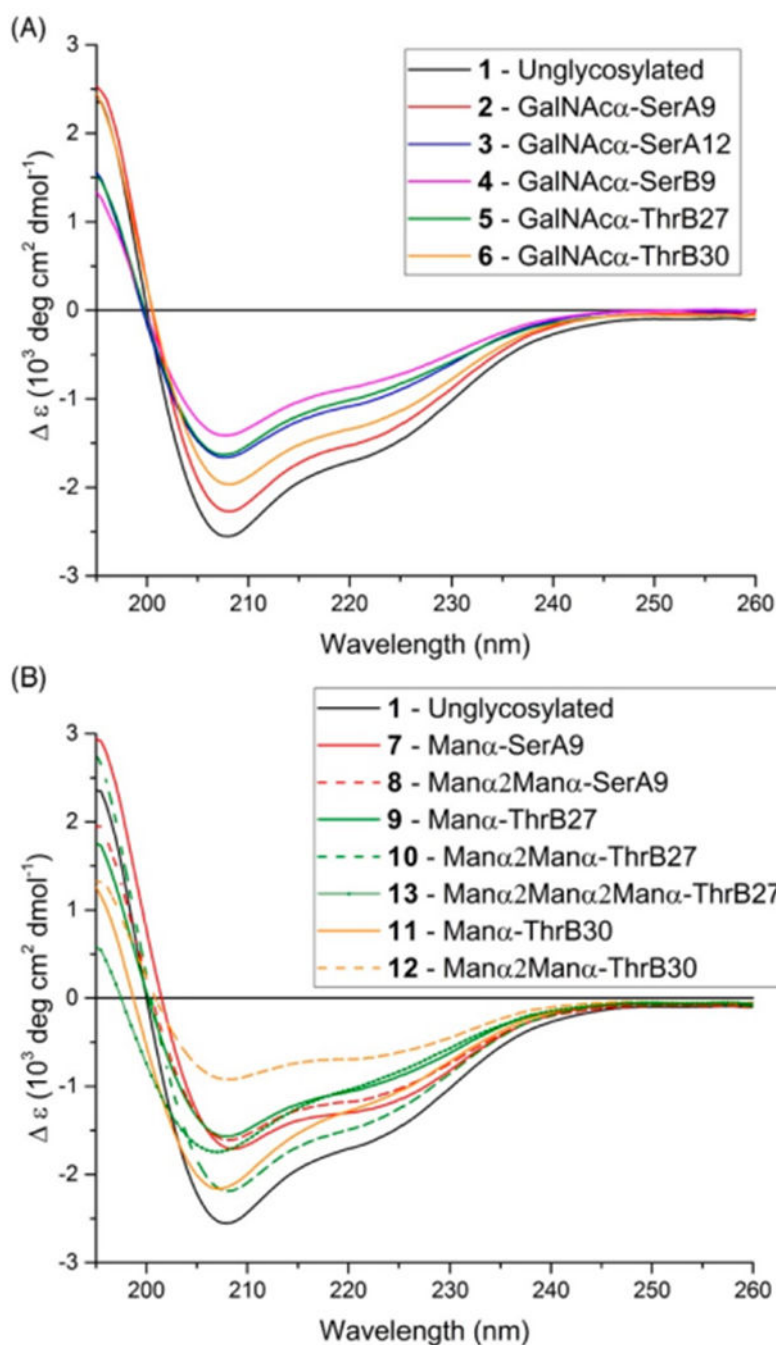 (A)
3
2
1
0
-1
-2
-3
Δ ε (10³ deg cm² dmol⁻¹)
1 - Unglycosylated
2 - GalNAcα-SerA9
3 - GalNAcα-SerA12
4 - GalNAcα-SerB9
5 - GalNAcα-ThrB27
6 - GalNAcα-ThrB30
200 210 220 230 240 250 260
Wavelength (nm)
(B)
3
2
1
0
-1
-2
-3
Δ ε (10³ deg cm² dmol⁻¹)
1 - Unglycosylated
7 - Manα-SerA9
8 - Manα2Manα-SerA9
9 - Manα-ThrB27
10 - Manα2Manα-ThrB27
13 - Manα2Manα2Manα-ThrB27
11 - Manα-ThrB30
12 - Manα2Manα-ThrB30
200 210 220 230 240 250 260
Wavelength (nm)